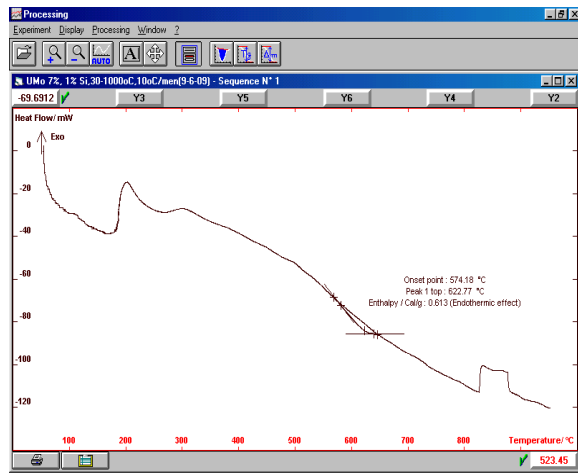 Processing
Experiment Display Processing Window ?
AUTO A
UMo 7%, 1% Si,30-1000oC,10oC/men(9-6-09) - Sequence N° 1
-69.6912 Y3 Y5 Y6 Y4 Y2
Heat Flow/ mW
Exo
0
-20
-40
-60
Onset point : 574.18 °C
Peak 1 top : 622.77 °C
Enthalpy / Cal/g : 0.613 (Endothermic effect)
-80
-100
-120
100 200 300 400 500 600 700 800 Temperature/ °C
523.45